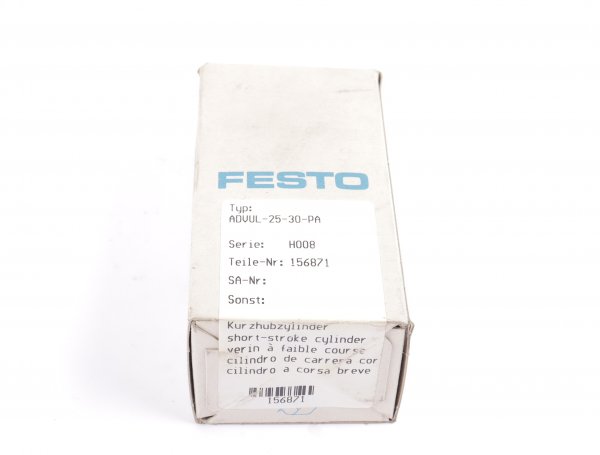 FESTO
Typ:
ADVUL-25-30-PA
Serie: H008
Teile-Nr: 156871
SA-Nr:
Sonst:
Kurzhubzylinder
short-stroke cylinder
verin à faible course
cilindro de carrera cor
cilindro a corsa breve
156871